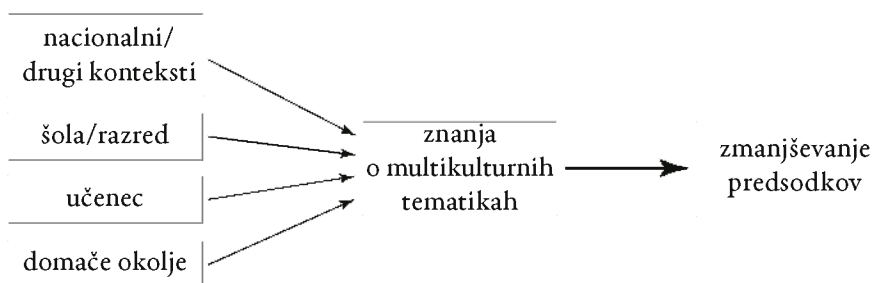 nacionalni/
drugi konteksti
šola/razred
učenec
domače okolje
znanja
o multikulturnih
tematikah
zmanjševanje
predsodkov